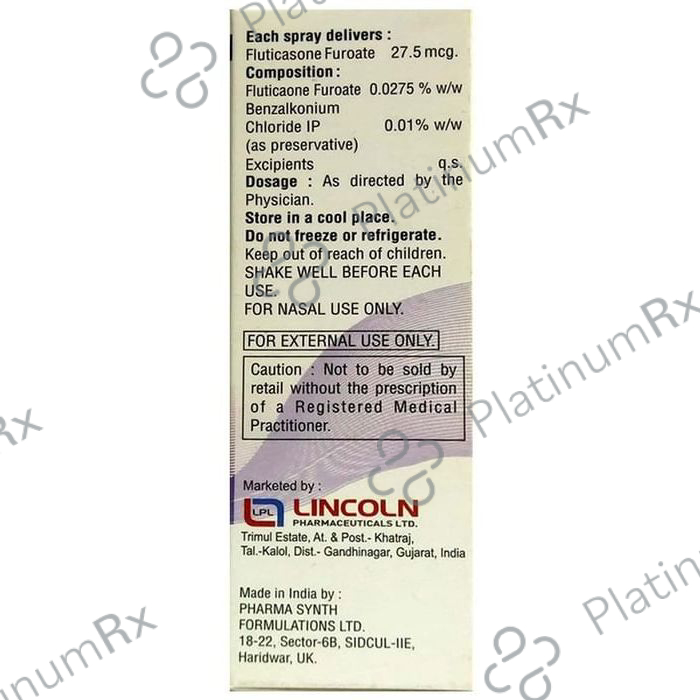 Each spray delivers :
Fluticasone Furoate 27.5 mcg.
Composition :
Fluticaone Furoate 0.0275 % w/w
Benzalkonium
Chloride IP 0.01% w/w
(as preservative)
Excipients q.s.
Dosage : As directed by the
Physician.
Store in a cool place.
Do not freeze or refrigerate.
Keep out of reach of children.
SHAKE WELL BEFORE EACH
USE.
FOR NASAL USE ONLY.
FOR EXTERNAL USE ONLY.
Caution : Not to be sold by
retail without the prescription
of a Registered Medical
Practitioner.
Marketed by :
LPL LINCOLN
PHARMACEUTICALS LTD.
Trimul Estate, At. & Post.- Khatraj,
Tal.-Kalol, Dist.- Gandhinagar, Gujarat, India
Made in India by :
PHARMA SYNTH
FORMULATIONS LTD.
18-22, Sector-6B, SIDCUL-IIE,
Haridwar, UK.
PlatinumRx
PlatinumRx
PlatinumRx
Rx
PlatinumRx
numRx
Platinum